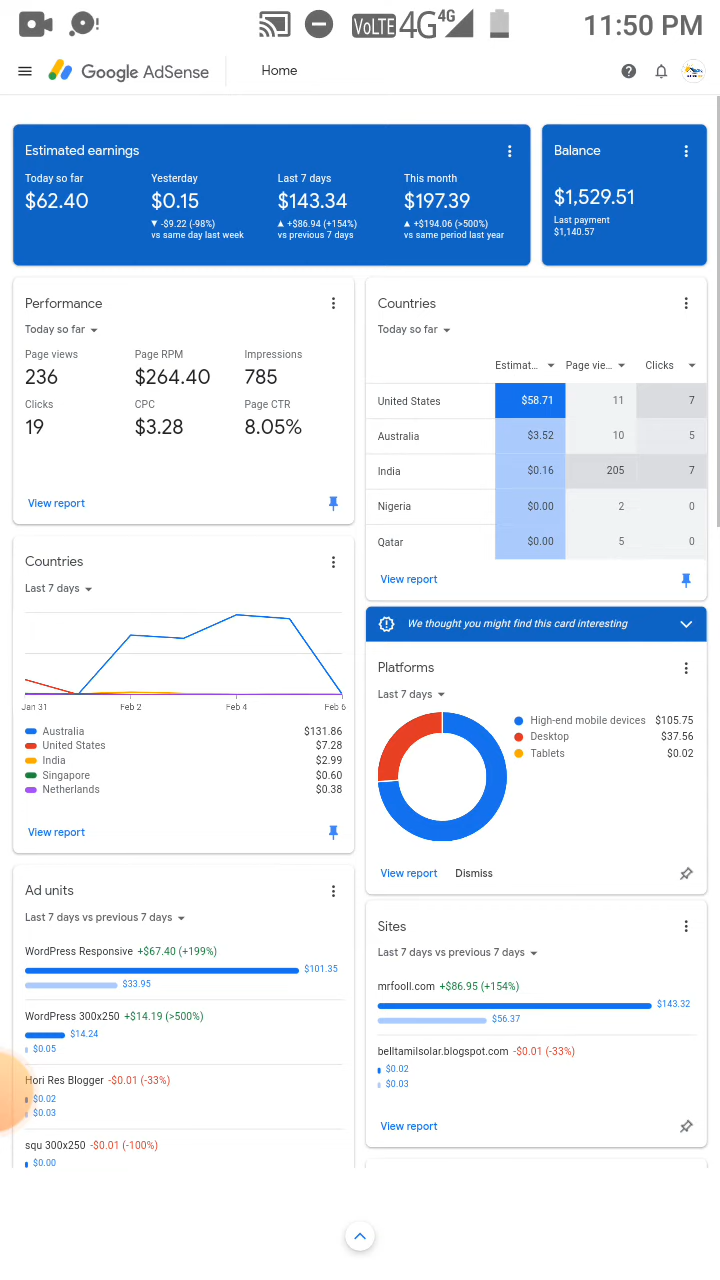 VoLTE 4G 4G 11:50 PM
Google AdSense Home
Estimated earnings
Today so far Yesterday Last 7 days This month
$62.40 $0.15 $143.34 $197.39
▼ -$9.22 (-98%) ▲ +$86.94 (+154%) ▲ +$194.06 (>500%)
vs same day last week vs previous 7 days vs same period last year
Balance
$1,529.51
Last payment
$1,140.57
Performance
Today so far
Page views Page RPM Impressions
236 $264.40 785
Clicks CPC Page CTR
19 $3.28 8.05%
View report
Countries
Today so far
Estimat... Page vie... Clicks
United States $58.71 11 7
Australia $3.52 10 5
India $0.16 205 7
Nigeria $0.00 2 0
Qatar $0.00 5 0
View report
Countries
Last 7 days
Jan 31 Feb 2 Feb 4 Feb 6
Australia $131.86
United States $7.28
India $2.99
Singapore $0.60
Netherlands $0.38
View report
We thought you might find this card interesting
Platforms
Last 7 days
High-end mobile devices $105.75
Desktop $37.56
Tablets $0.02
View report Dismiss
Ad units
Last 7 days vs previous 7 days
WordPress Responsive +$67.40 (+199%)
$101.35
$33.95
WordPress 300x250 +$14.19 (>500%)
$14.24
$0.05
Hori Res Blogger -$0.01 (-33%)
$0.02
$0.03
squ 300x250 -$0.01 (-100%)
$0.00
Sites
Last 7 days vs previous 7 days
mrfooll.com +$86.95 (+154%)
$143.32
$56.37
belltamilsolar.blogspot.com -$0.01 (-33%)
$0.02
$0.03
View report